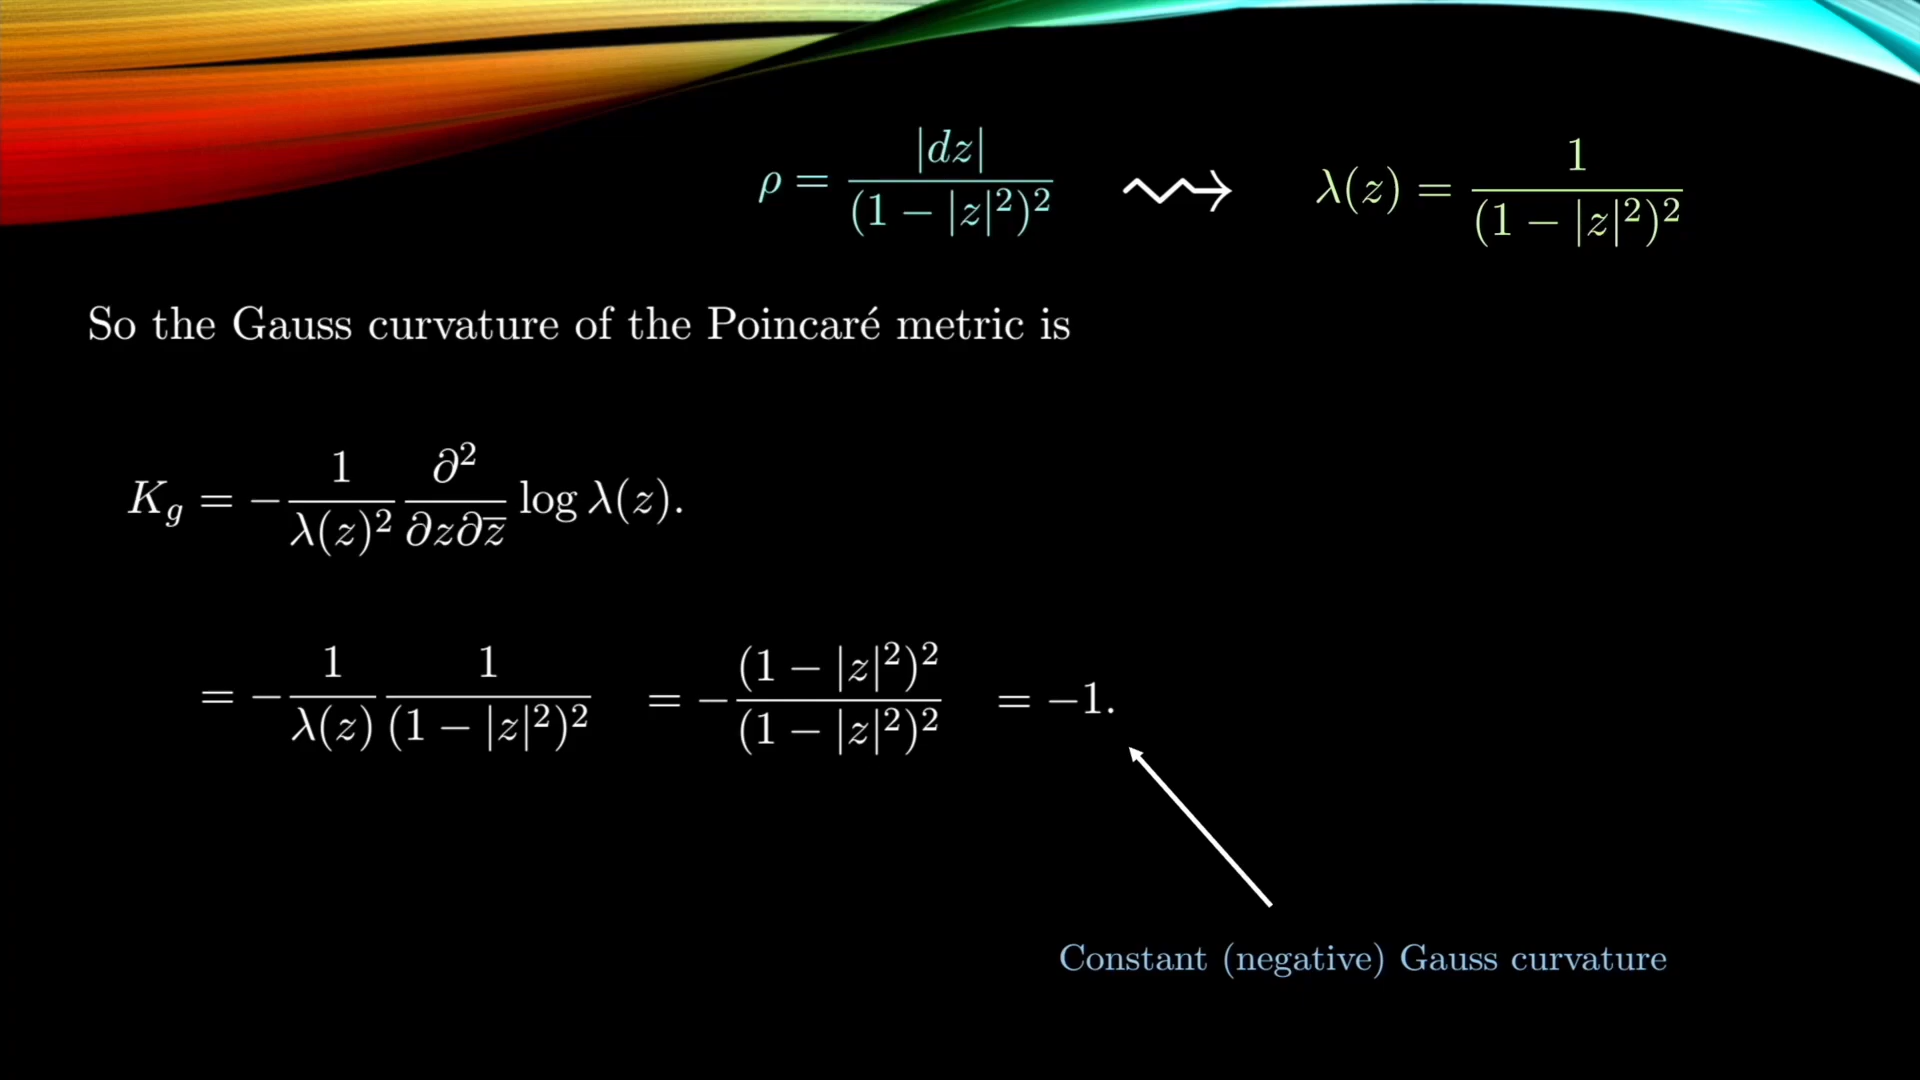 ρ = |dz| / (1 − |z|²)² ⇝ λ(z) = 1 / (1 − |z|²)²
So the Gauss curvature of the Poincaré metric is
K_g = − 1/λ(z)² ∂²/∂z∂z̅ log λ(z).
= − 1/λ(z) 1/(1 − |z|²)² = − (1 − |z|²)²/(1 − |z|²)² = −1.
Constant (negative) Gauss curvature